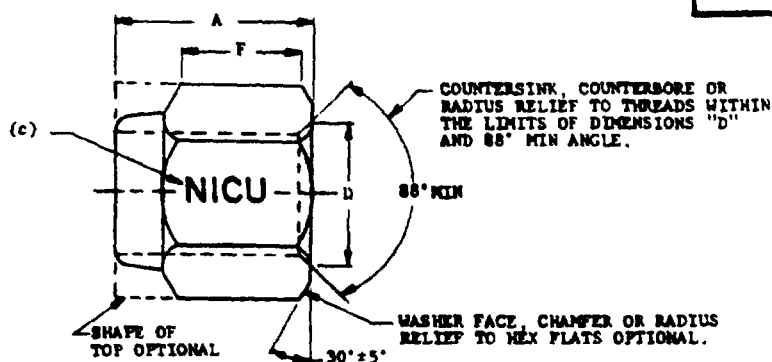 A
F
COUNTERSINK, COUNTERBORE OR
RADIUS RELIEF TO THREADS WITHIN
THE LIMITS OF DIMENSIONS "D"
AND 88° MIN ANGLE.
(c)
NICU
D
88° MIN
WASHER FACE, CHAMFER OR RADIUS
RELIEF TO HEX FLATS OPTIONAL.
SHAPE OF
TOP OPTIONAL
30°±5°